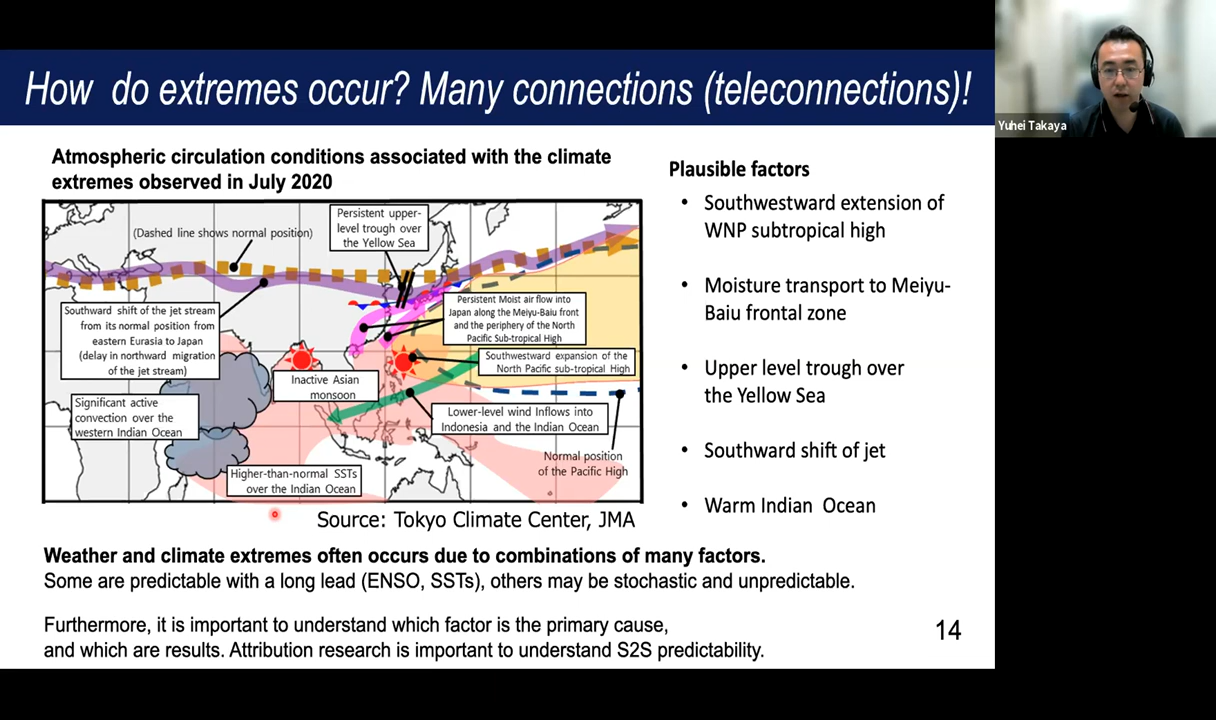 How do extremes occur? Many connections (teleconnections)!
Yuhei Takaya
Atmospheric circulation conditions associated with the climate
extremes observed in July 2020
(Dashed line shows normal position)
Persistent upper-
level trough over
the Yellow Sea
Southward shift of the jet stream
from its normal position from
eastern Eurasia to Japan
(delay in northward migration
of the jet stream)
Persistent Moist air flow into
Japan along the Meiyu-Baiu front
and the periphery of the North
Pacific Sub-tropical High
Southwestward expansion of the
North Pacific sub-tropical High
Inactive Asian
monsoon
Significant active
convection over the
western Indian Ocean
Lower-level wind Inflows into
Indonesia and the Indian Ocean
Normal position
of the Pacific High
Higher-than-normal SSTs
over the Indian Ocean
Source: Tokyo Climate Center, JMA
Plausible factors
• Southwestward extension of
WNP subtropical high
• Moisture transport to Meiyu-
Baiu frontal zone
• Upper level trough over
the Yellow Sea
• Southward shift of jet
• Warm Indian Ocean
Weather and climate extremes often occurs due to combinations of many factors.
Some are predictable with a long lead (ENSO, SSTs), others may be stochastic and unpredictable.
Furthermore, it is important to understand which factor is the primary cause,
and which are results. Attribution research is important to understand S2S predictability.
14